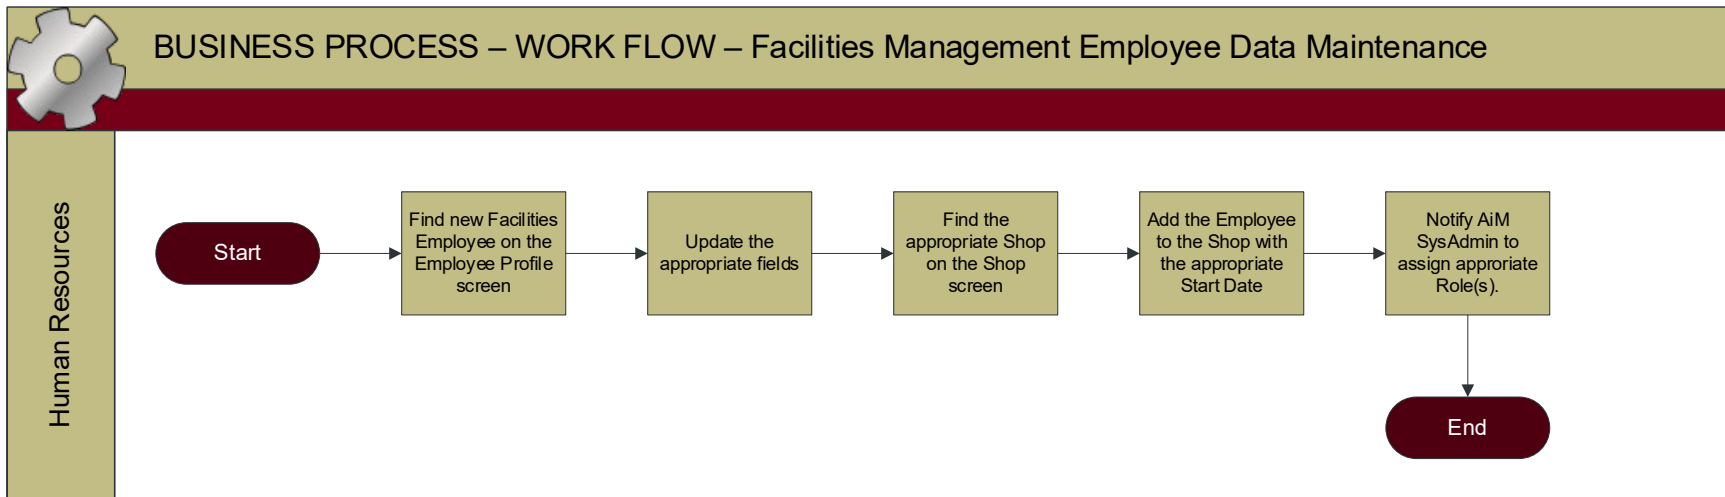 BUSINESS PROCESS – WORK FLOW – Facilities Management Employee Data Maintenance
Human Resources
Start
Find new Facilities
Employee on the
Employee Profile
screen
Update the
appropriate fields
Find the
appropriate Shop
on the Shop
screen
Add the Employee
to the Shop with
the appropriate
Start Date
Notify AiM
SysAdmin to
assign approriate
Role(s).
End